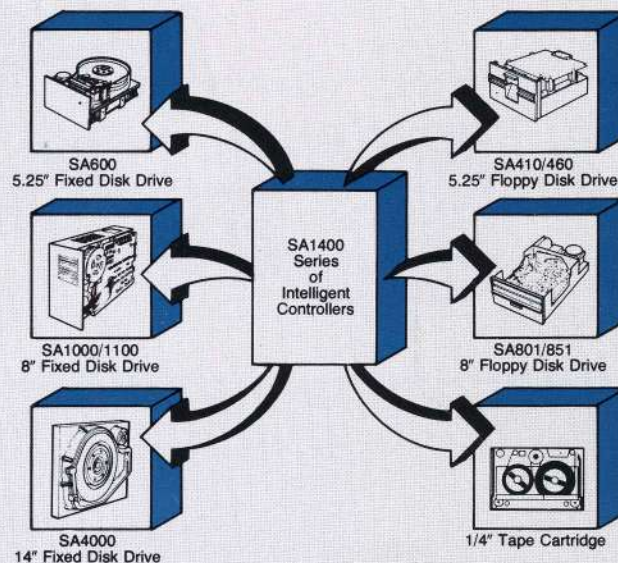 SA600
5.25" Fixed Disk Drive
SA410/460
5.25" Floppy Disk Drive
SA1400
Series
of
Intelligent
Controllers
SA1000/1100
8" Fixed Disk Drive
SA801/851
8" Floppy Disk Drive
SA4000
14" Fixed Disk Drive
1/4" Tape Cartridge